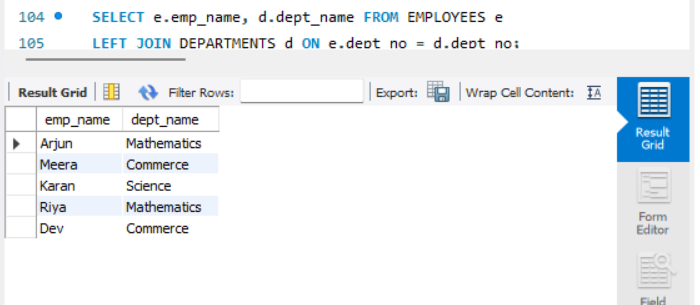 104 SELECT e.emp_name, d.dept_name FROM EMPLOYEES e
105 LEFT JOIN DEPARTMENTS d ON e.dept_no = d.dept_no;
Result Grid Filter Rows: Export: Wrap Cell Content:
emp_name dept_name
Arjun Mathematics
Meera Commerce
Karan Science
Riya Mathematics
Dev Commerce
Result
Grid
Form
Editor
Field